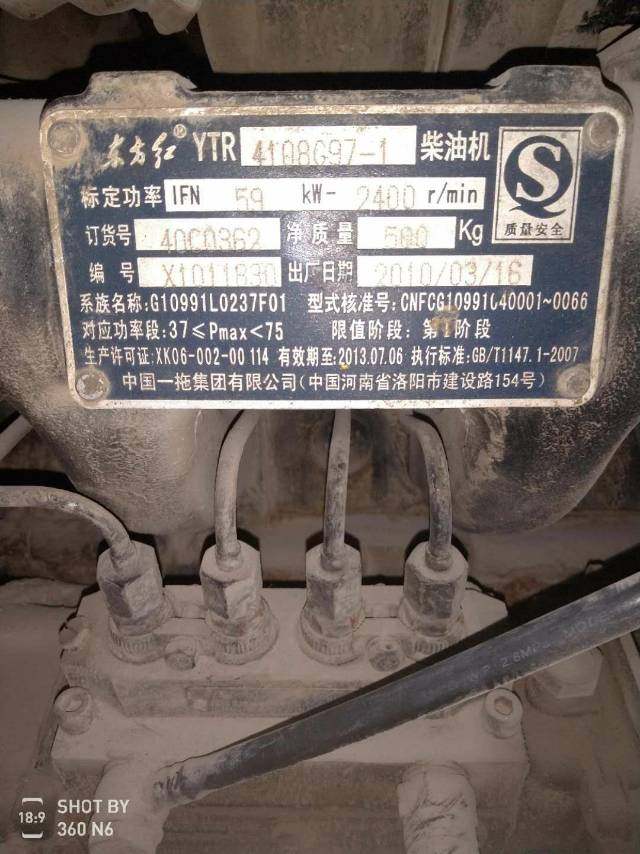 东方红® YTR 4108G97-1 柴油机
标定功率 IFN 59 kW- 2400 r/min
订货号 40C0362 净质量 500 Kg
编号 X1011830 出厂日期 2010/03/16
S
质量安全
系族名称:G10991L0237F01 型式核准号:CNFCG10991L40001~0066
对应功率段:37≤Pmax<75 限值阶段:第 阶段
生产许可证:XK06-002-00114 有效期至:2013.07.06 执行标准:GB/T1147.1-2007
中国一拖集团有限公司(中国河南省洛阳市建设路154号)
18:9 SHOT BY
360 N6